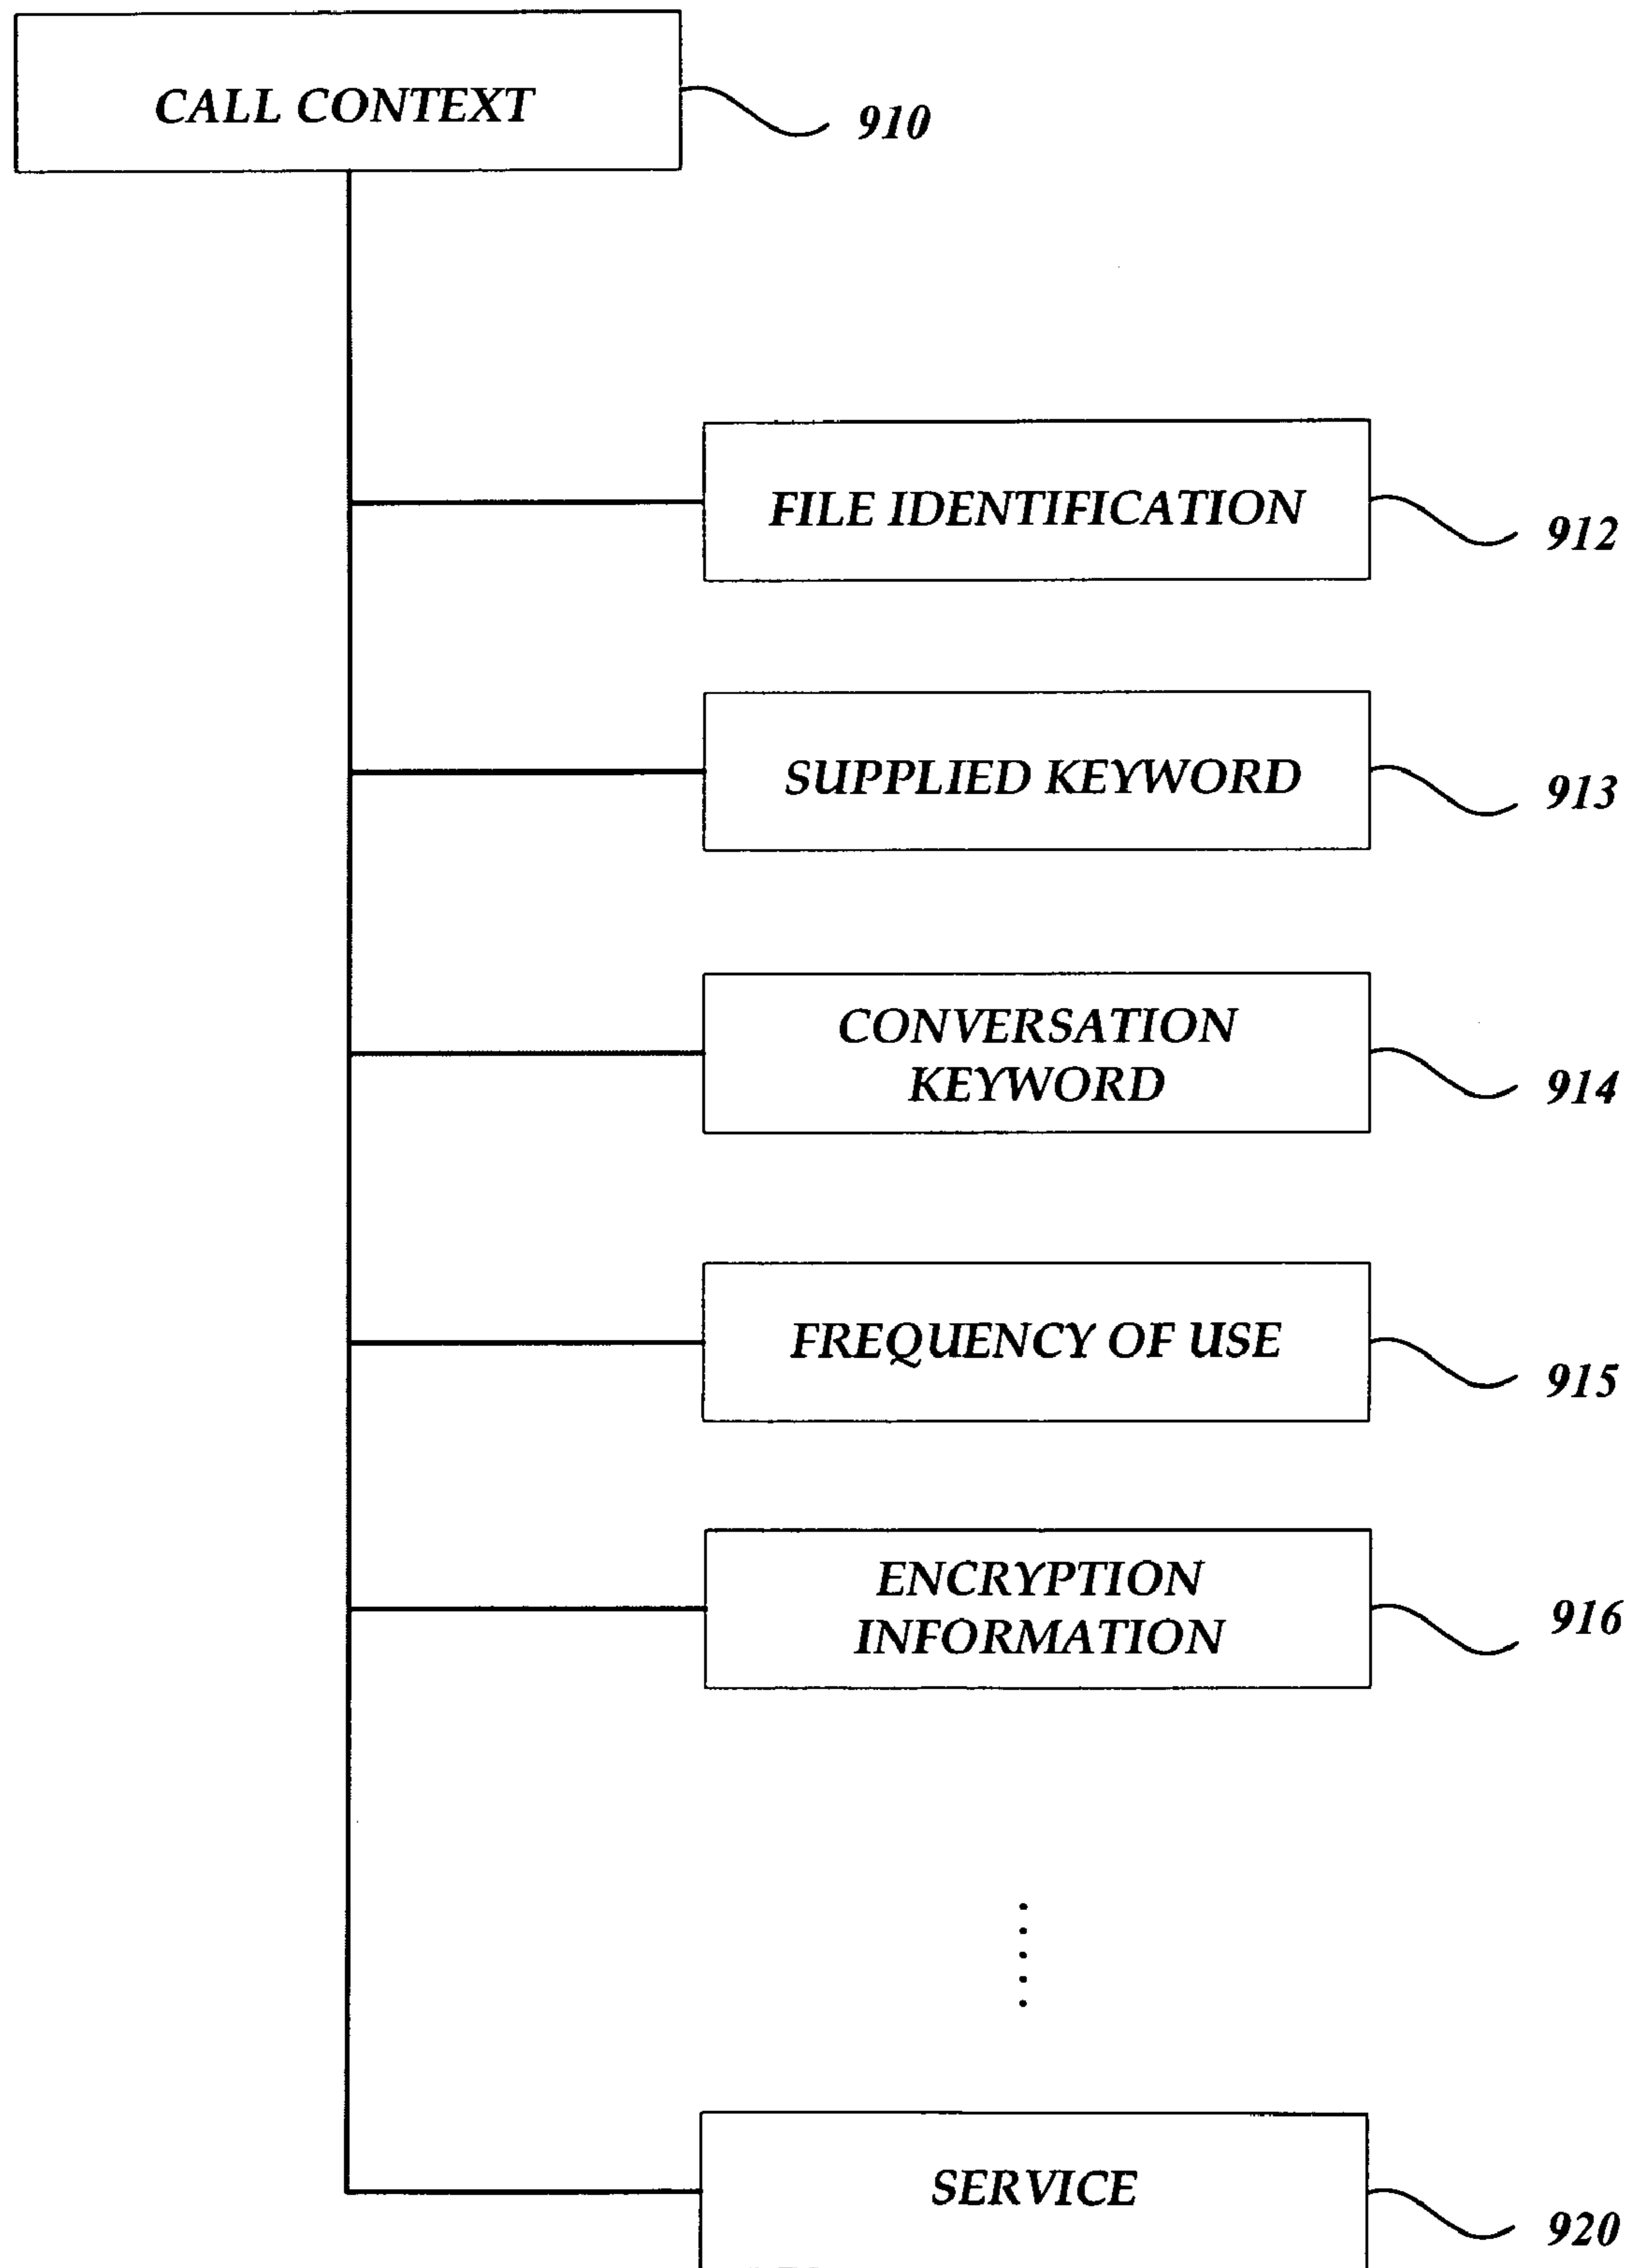 CALL CONTEXT
910
FILE IDENTIFICATION
912
SUPPLIED KEYWORD
913
CONVERSATION
KEYWORD
914
FREQUENCY OF USE
915
ENCRYPTION
INFORMATION
916
SERVICE
920